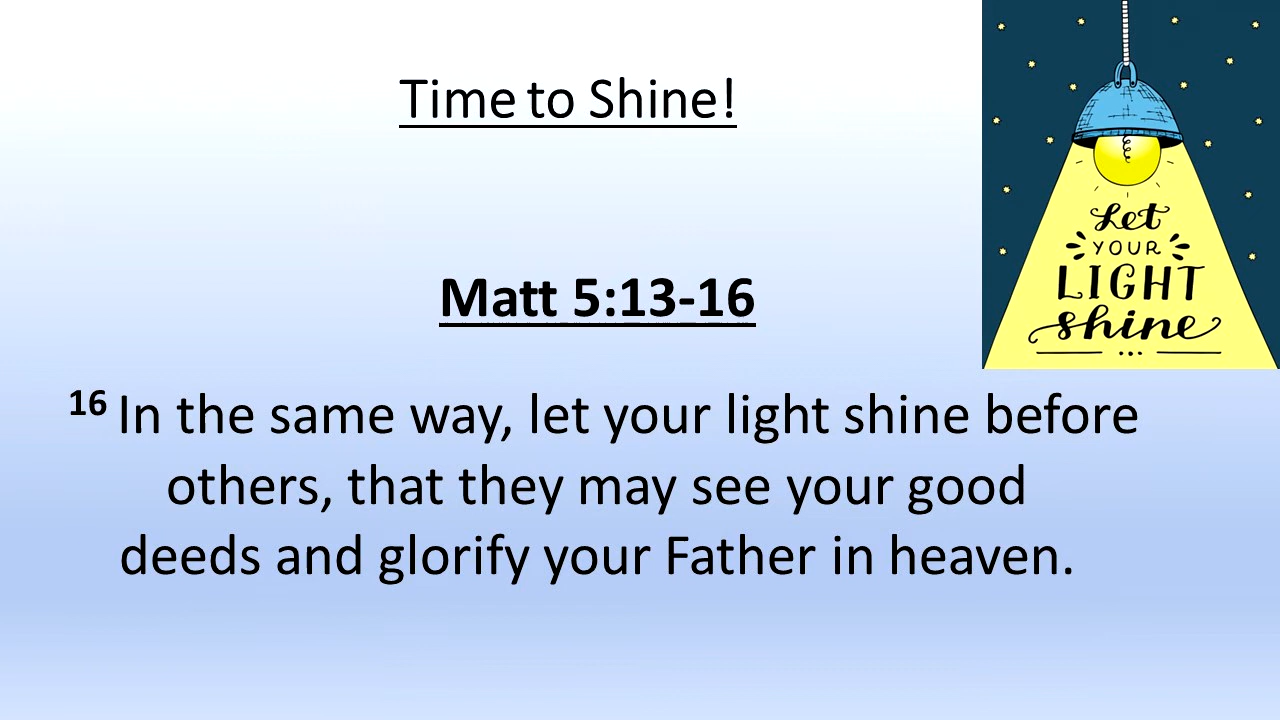 Time to Shine!
Let
YOUR
LIGHT
shine
Matt 5:13-16
16 In the same way, let your light shine before
others, that they may see your good
deeds and glorify your Father in heaven.